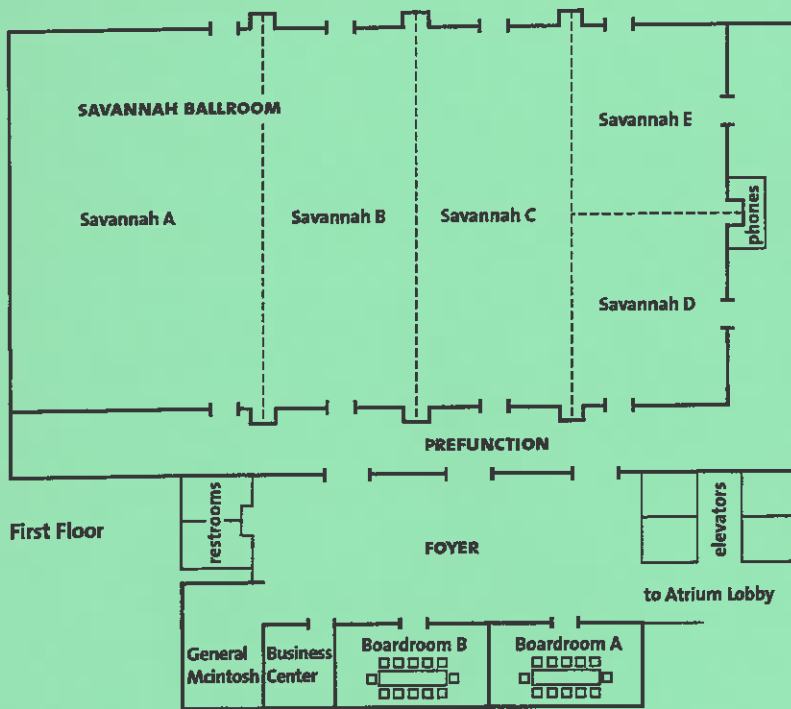 SAVANNAH BALLROOM
Savannah A
Savannah B
Savannah C
Savannah E
phones
Savannah D
PREFUNCTION
First Floor
restrooms
FOYER
elevators
to Atrium Lobby
General
Mcintosh
Business
Center
Boardroom B
Boardroom A